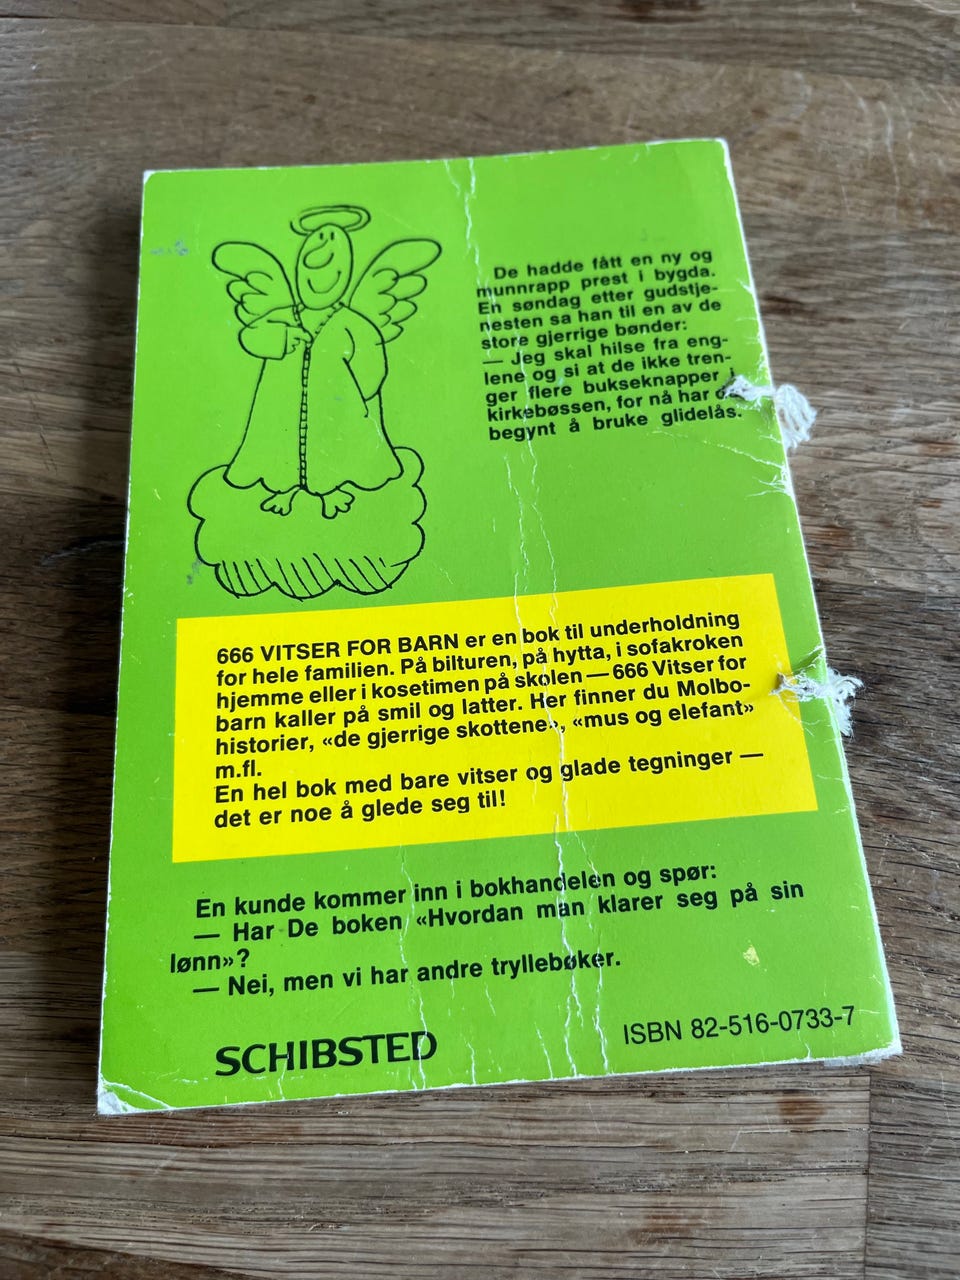 De hadde fått en ny og
munnrapp prest i bygda.
En søndag etter gudstje-
nesten sa han til en av de
store gjerrige bønder:
— Jeg skal hilse fra eng-
lene og si at de ikke tren-
ger flere bukseknapper i
kirkebøssen, for nå har de
begynt å bruke glidelås.
666 VITSER FOR BARN er en bok til underholdning
for hele familien. På bilturen, på hytta, i sofakroken
hjemme eller i kosetimen på skolen — 666 Vitser for
barn kaller på smil og latter. Her finner du Molbo-
historier, «de gjerrige skottene», «mus og elefant»
m.fl.
En hel bok med bare vitser og glade tegninger —
det er noe å glede seg til!
En kunde kommer inn i bokhandelen og spør:
— Har De boken «Hvordan man klarer seg på sin
lønn»?
— Nei, men vi har andre tryllebøker.
SCHIBSTED
ISBN 82-516-0733-7